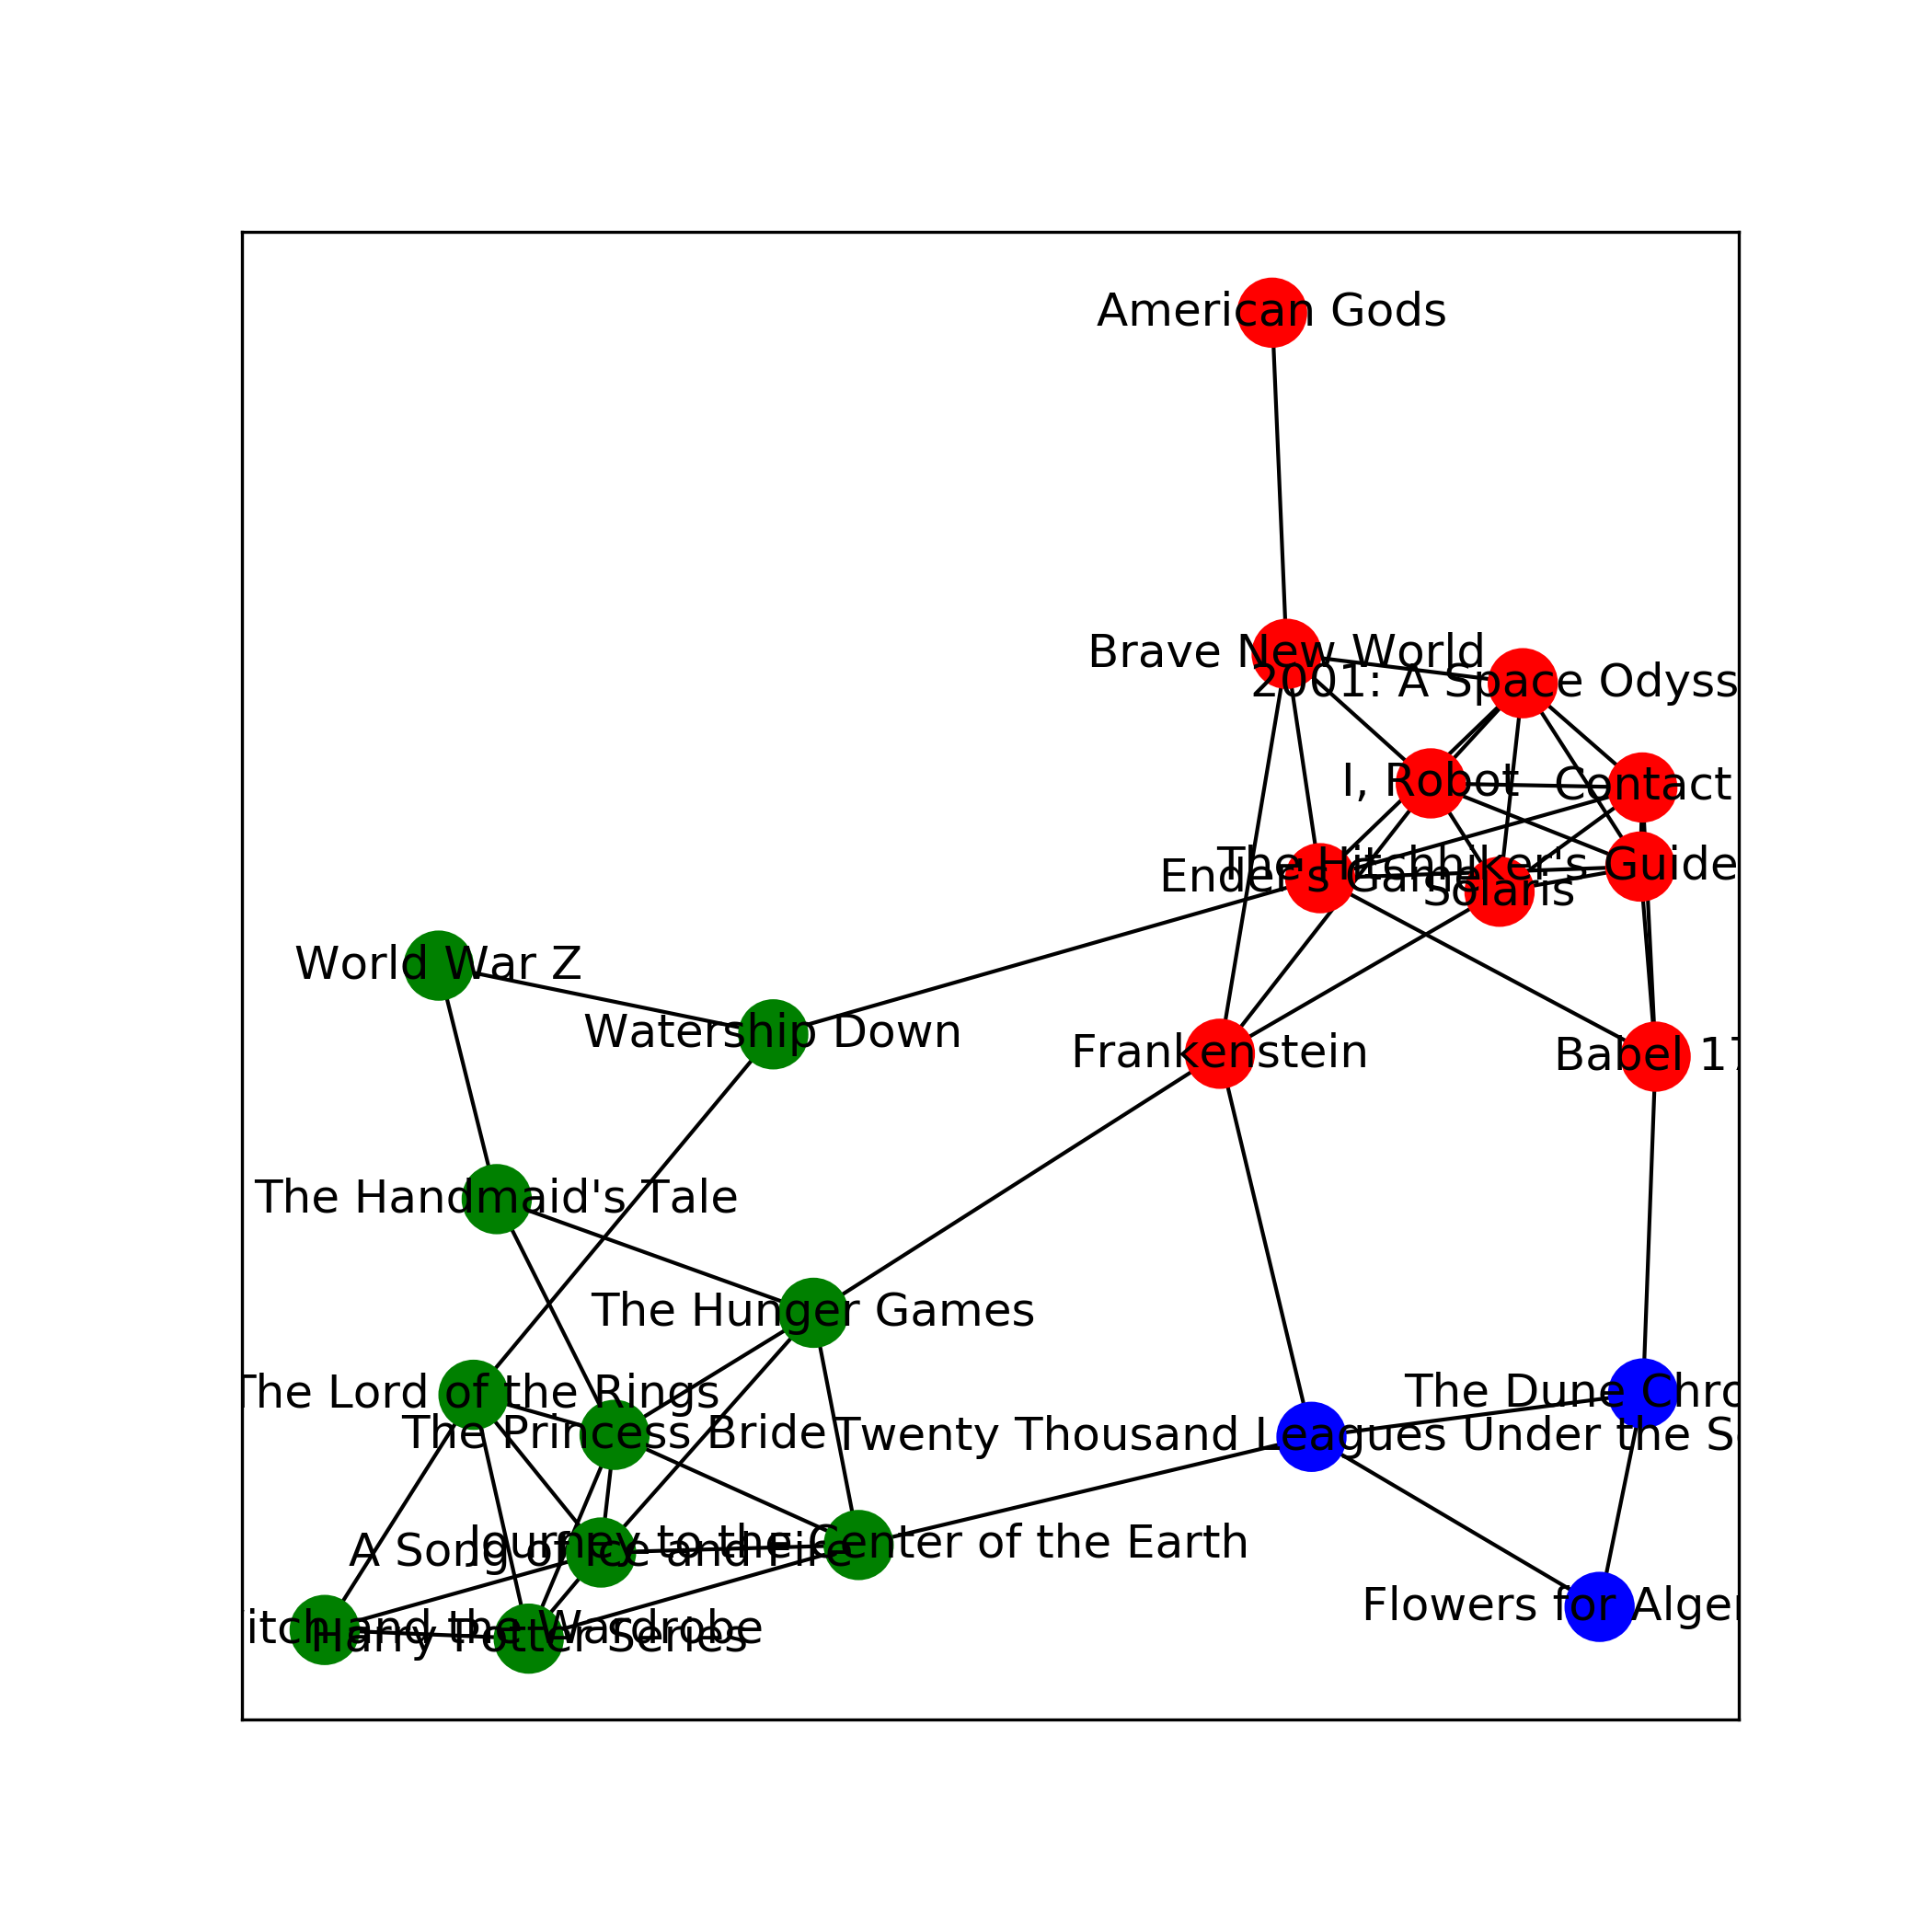 American Gods
Brave New World
2001: A Space Odyss
I, Robot
Contact
The Hitchhiker's Guide
Ender's Game
Solaris
World War Z
Watership Down
Frankenstein
Babel 17
The Handmaid's Tale
The Hunger Games
The Lord of the Rings
The Dune Chro
The Princess Bride
Twenty Thousand Leagues Under the S
Journey to the Center of the Earth
A Song of Ice and Fire
Flowers for Alger
itch and the Wardrobe
Harry Potter Series